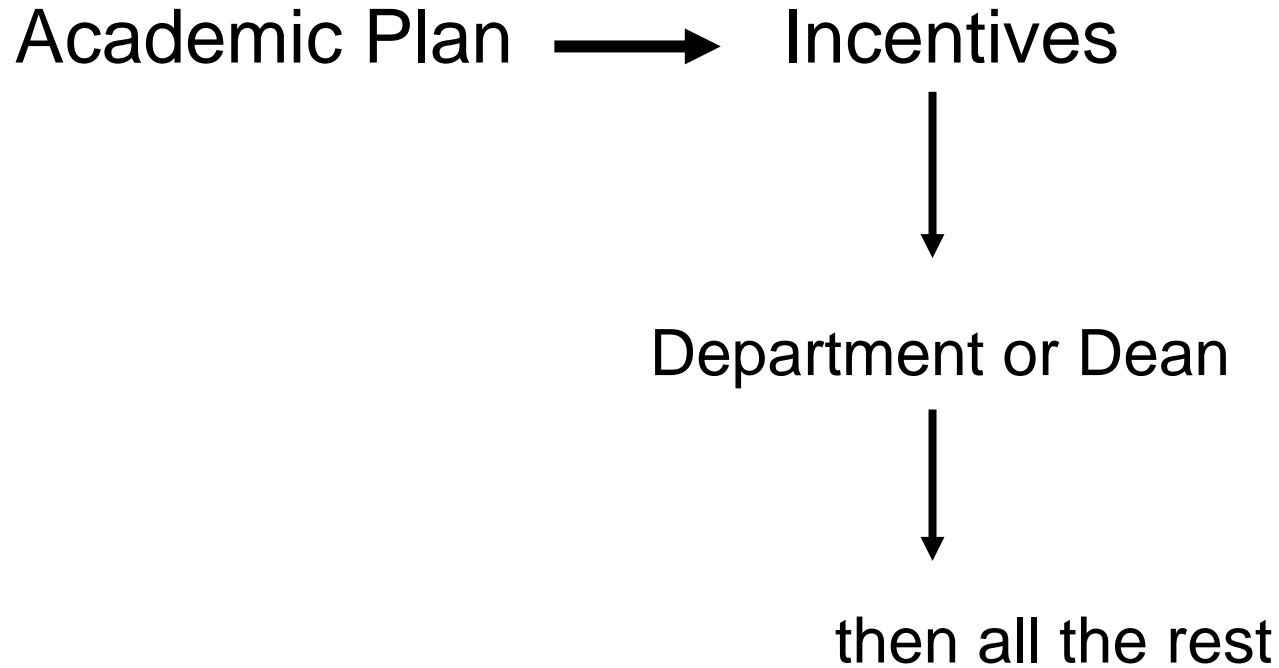 Academic Plan Incentives
Department or Dean
then all the rest